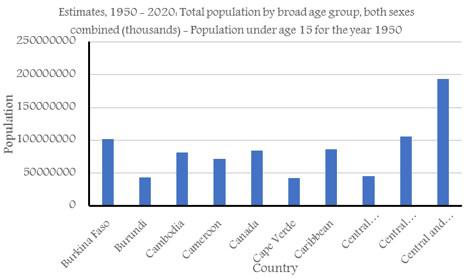 Estimates, 1950 - 2020: Total population by broad age group, both sexes
combined (thousands) - Population under age 15 for the year 1950
250000000
200000000
150000000
100000000
50000000
0
Population
Burkina Faso
Burundi
Cambodia
Cameroon
Canada
Cape Verde
Caribbean
Central...
Central...
Central and...
Country